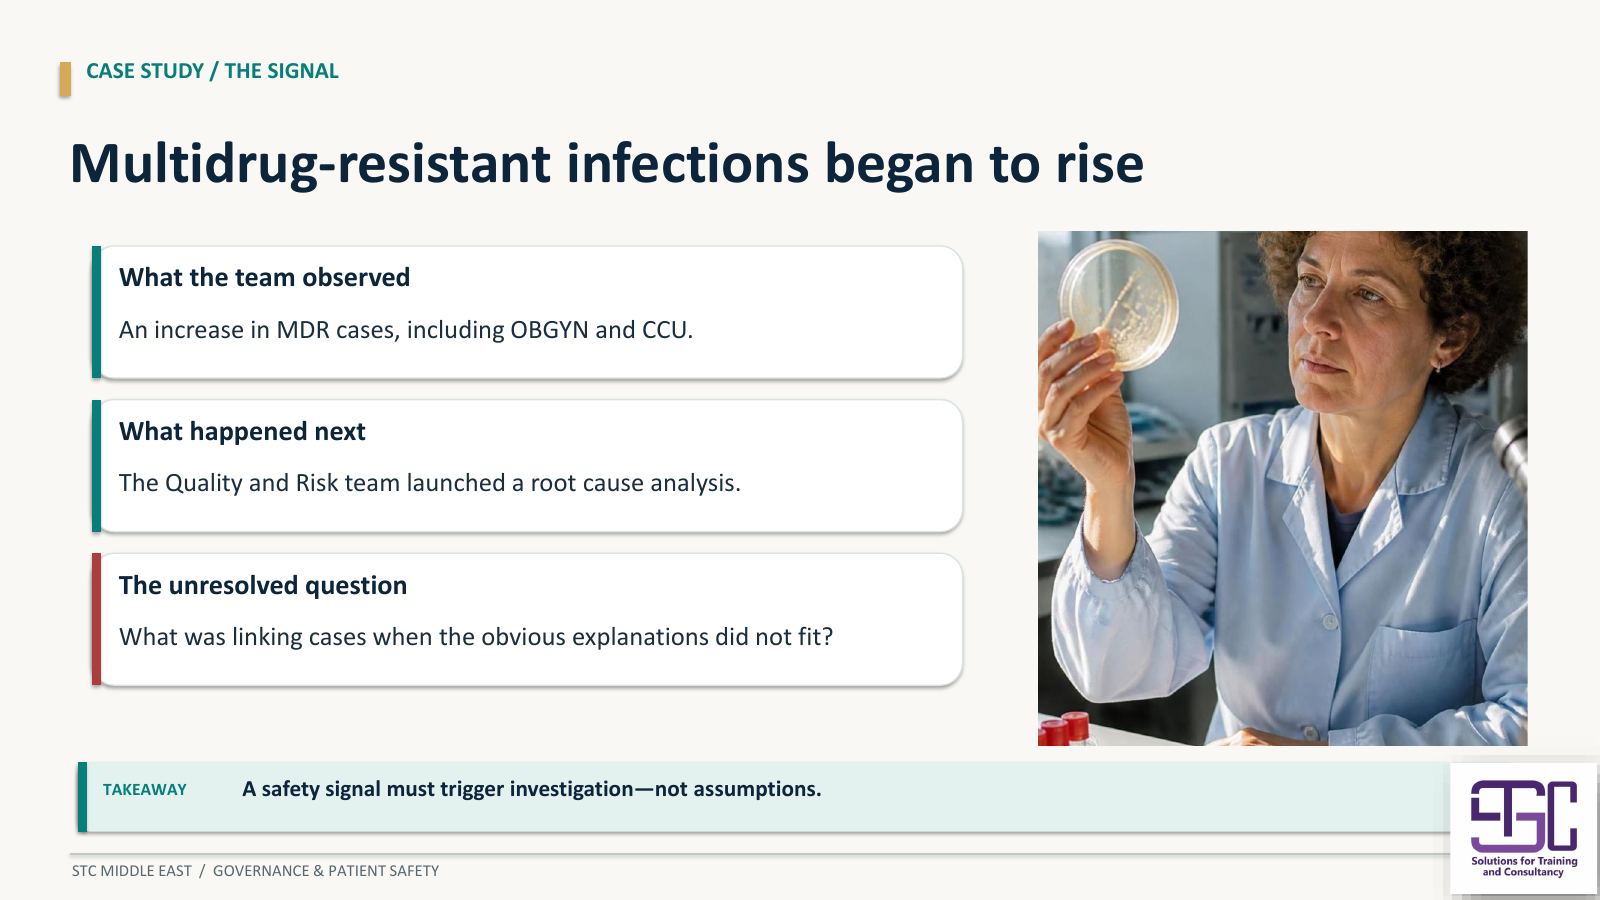 CASE STUDY / THE SIGNAL
Multidrug-resistant infections began to rise
What the team observed
An increase in MDR cases, including OBGYN and CCU.
What happened next
The Quality and Risk team launched a root cause analysis.
The unresolved question
What was linking cases when the obvious explanations did not fit?
TAKEAWAY A safety signal must trigger investigation—not assumptions.
STC MIDDLE EAST / GOVERNANCE & PATIENT SAFETY
STC
Solutions for Training
and Consultancy